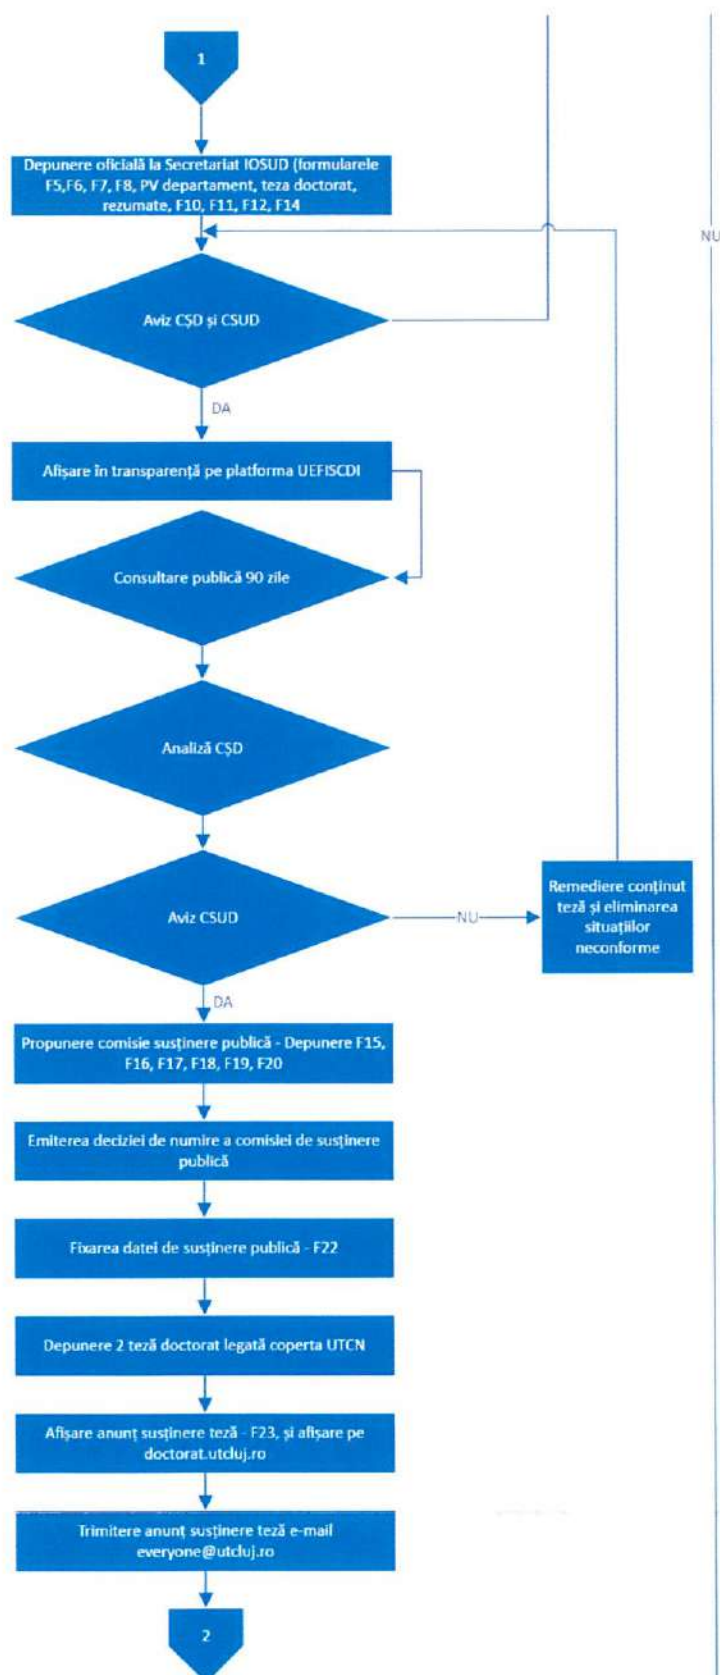 1
Depunere oficială la Secretariat IOSUD (formularele
F5,F6, F7, F8, PV departament, teza doctorat,
rezumate, F10, F11, F12, F14
NU
Aviz CȘD și CSUD
DA
Afișare în transparență pe platforma UEFISCDI
Consultare publică 90 zile
Analiză CȘD
Aviz CSUD
NU
Remediere conținut
teză și eliminarea
situațiilor
neconforme
DA
Propunere comisie susținere publică - Depunere F15,
F16, F17, F18, F19, F20
Emiterea deciziei de numire a comisiei de susținere
publică
Fixarea datei de susținere publică - F22
Depunere 2 teză doctorat legată coperta UTCN
Afișare anunț susținere teză - F23, și afișare pe
doctorat.utcluj.ro
Trimitere anunț susținere teză e-mail
everyone@utcluj.ro
2